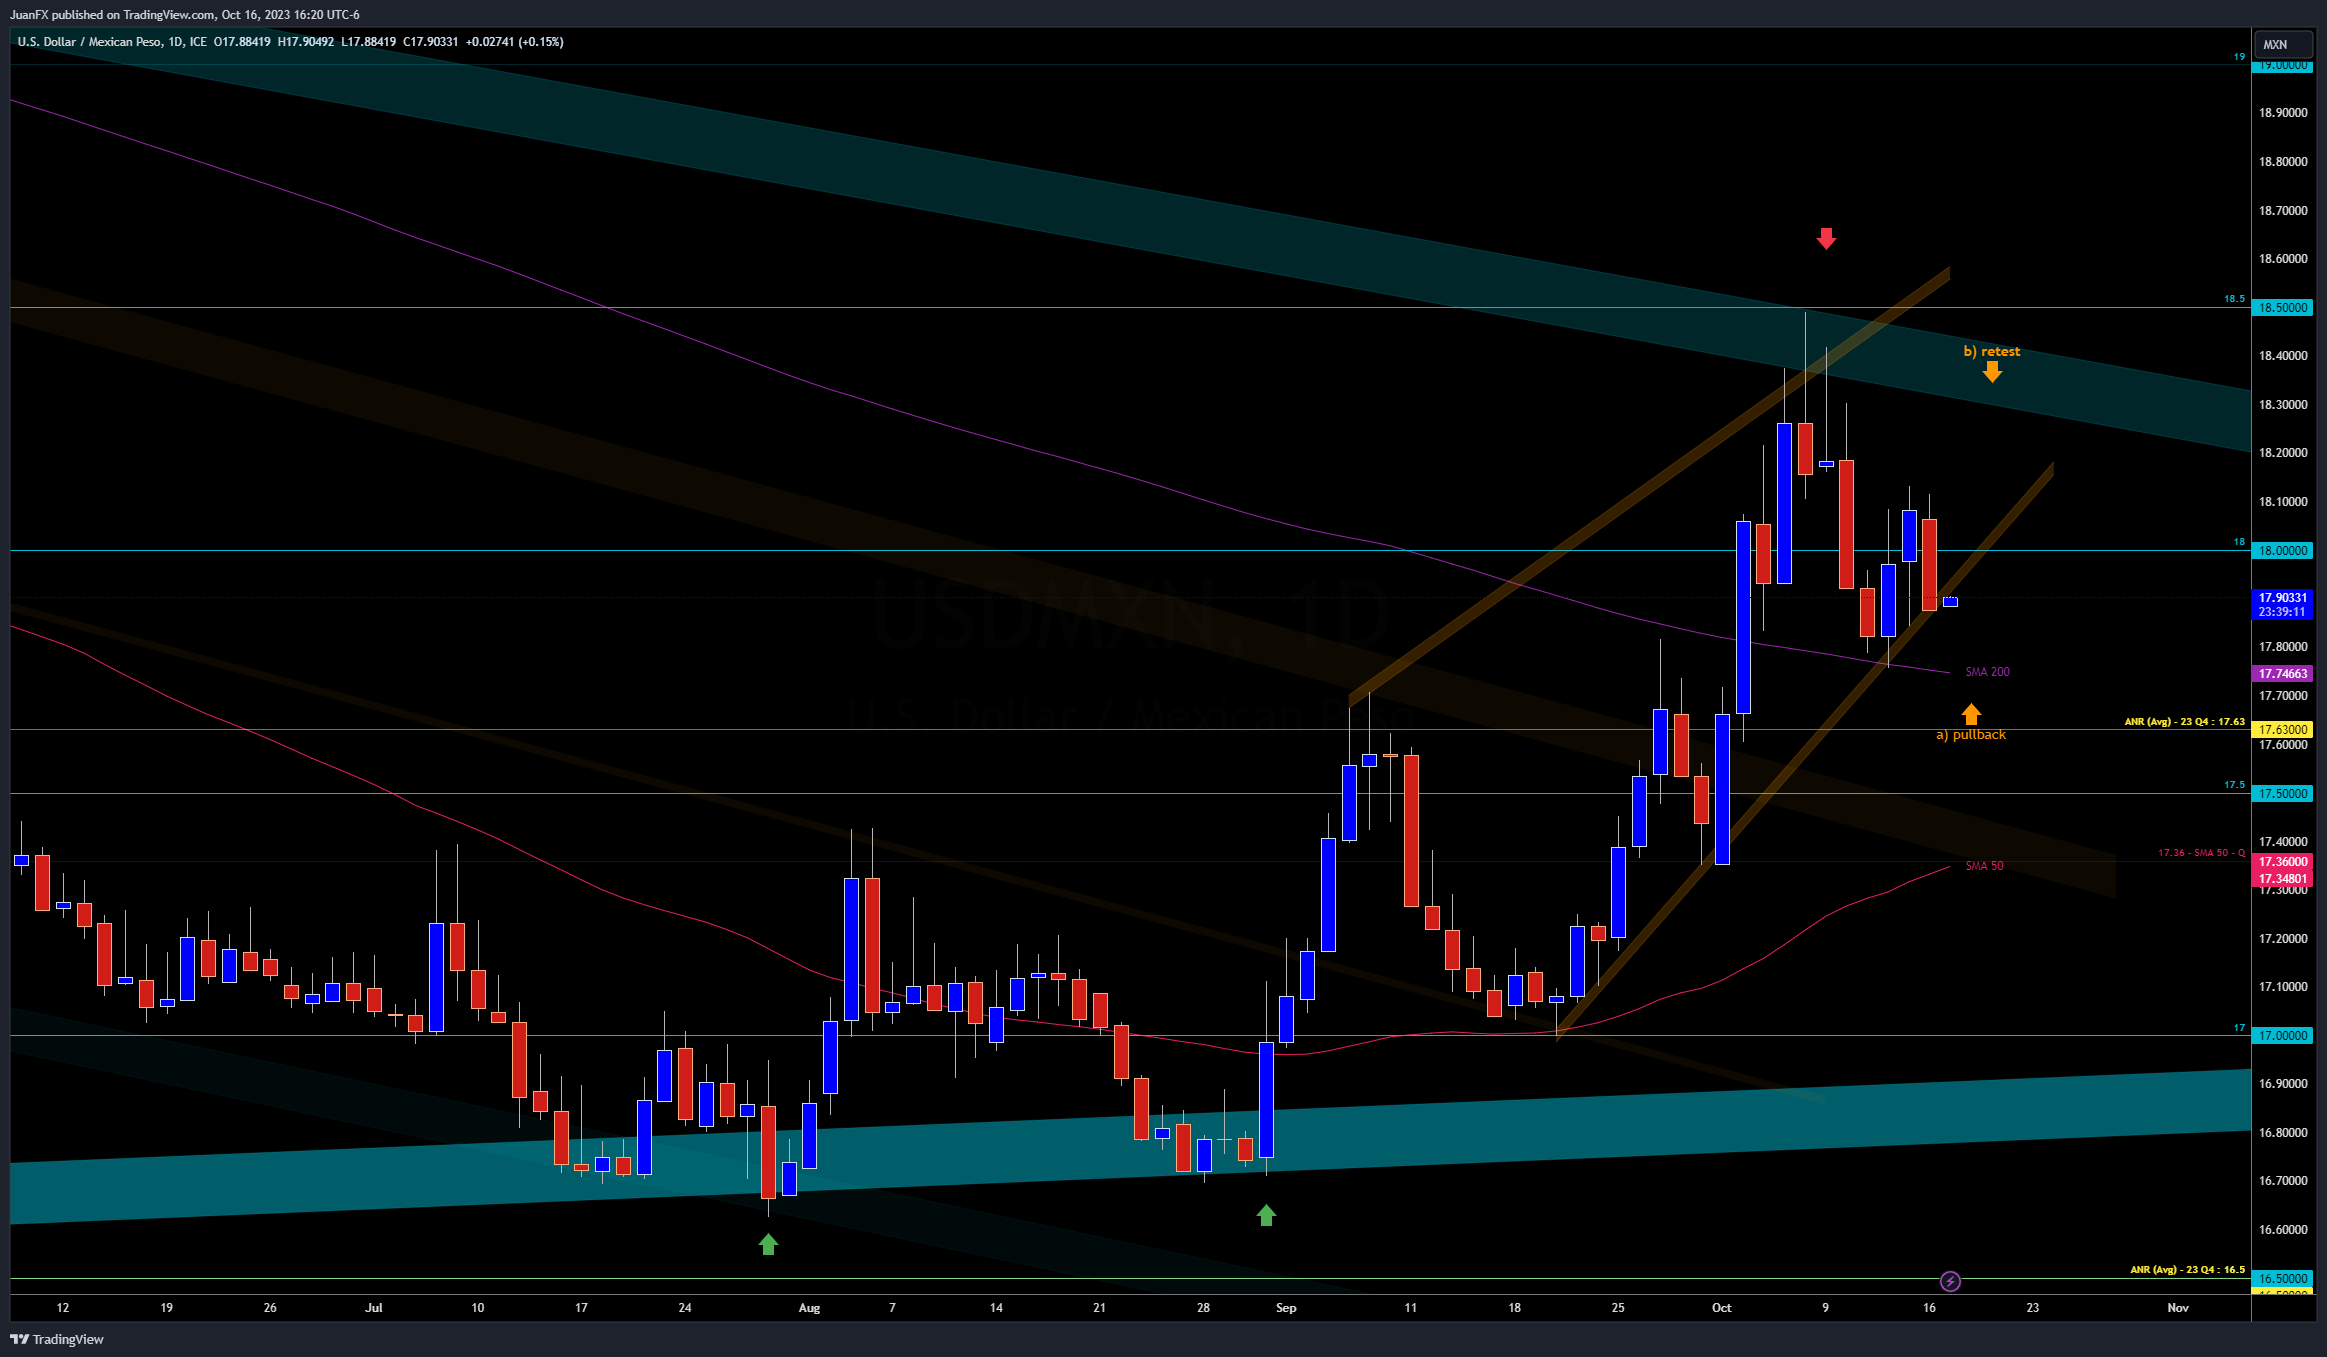 JuanFX published on TradingView.com, Oct 16, 2023 16:20 UTC-6
U.S. Dollar / Mexican Peso, 1D, ICE O17.88419 H17.90492 L17.88419 C17.90331 +0.02741 (+0.15%)
MXN
19
19.00000
18.90000
18.80000
18.70000
18.60000
18.5
18.50000
b) retest
18.40000
18.30000
18.20000
18.10000
18
18.00000
USDMXN, 1D
17.90331
23:39:11
17.80000
SMA 200
17.74663
17.70000
U.S. Dollar / Mexican Peso
ANR (Avg) - 23 Q4 : 17.63
17.63000
a) pullback
17.60000
17.5
17.50000
17.40000
17.36 - SMA 50 - Q
17.36000
SMA 50
17.34801
17.30000
17.20000
17.10000
17
17.00000
16.90000
16.80000
16.70000
16.60000
ANR (Avg) - 23 Q4 : 16.5
16.50000
12 19 26 Jul 10 17 24 Aug 7 14 21 28 Sep 11 18 25 Oct 9 16 23 Nov
TradingView